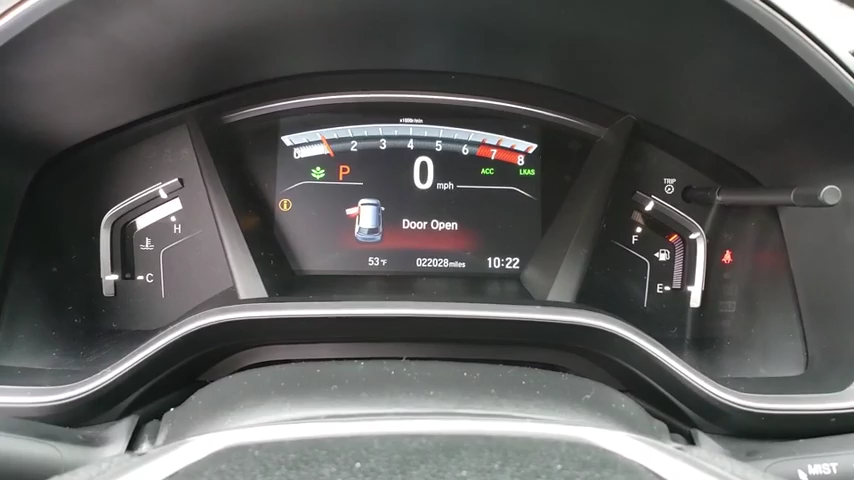 x1000r/min
0 1 2 3 4 5 6 7 8
P 0 mph ACC LKAS
TRIP
i
Door Open
H
C
F
E
53°F 022028miles 10:22
MIST